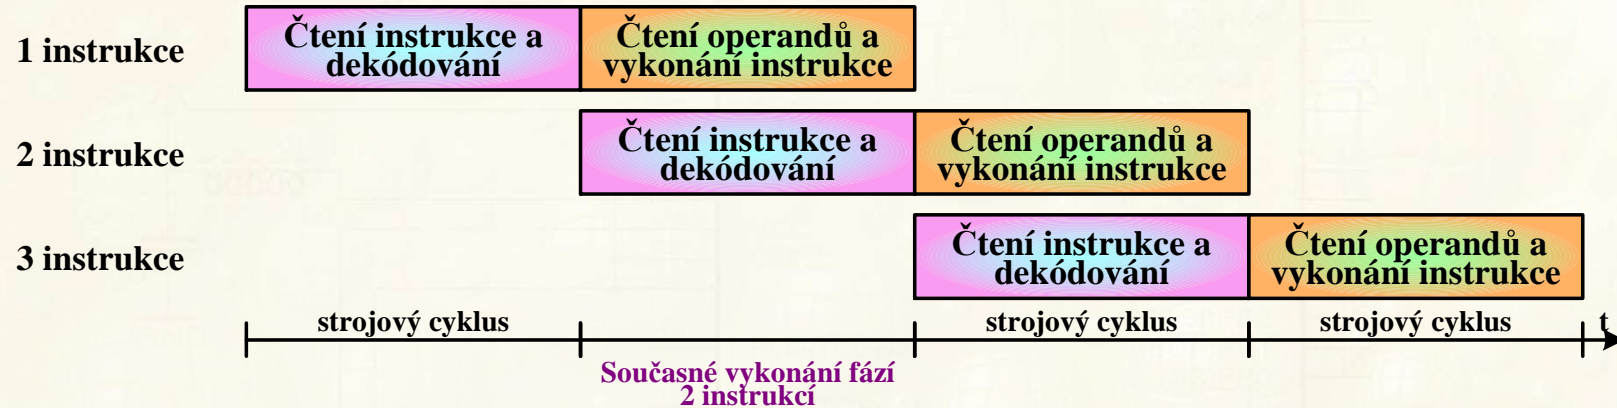 1 instrukce
Čtení instrukce a
dekódování
Čtení operandů a
vykonání instrukce
2 instrukce
Čtení instrukce a
dekódování
Čtení operandů a
vykonání instrukce
3 instrukce
Čtení instrukce a
dekódování
Čtení operandů a
vykonání instrukce
strojový cyklus
strojový cyklus
strojový cyklus
t
Současné vykonání fází
2 instrukcí